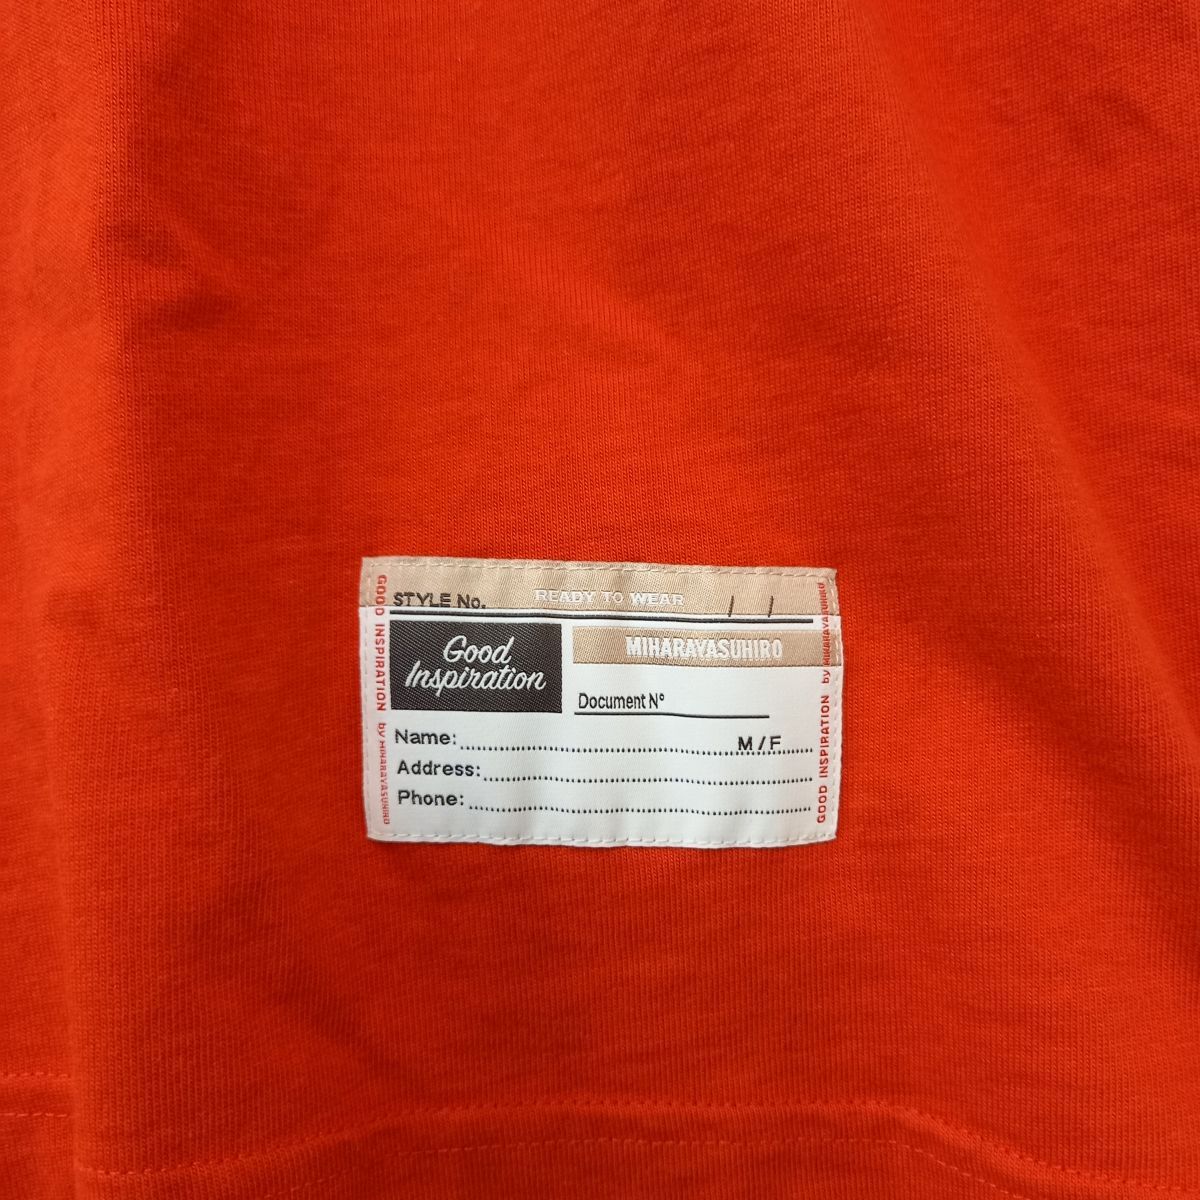 STYLE No. READY TO WEAR / /
Good
Inspiration
MIHARAYASUHIRO
Document N°
Name: M / F
Address:
Phone:
GOOD INSPIRATION by MIHARAYASUHIRO
GOOD INSPIRATION by MIHARAYASUHIRO